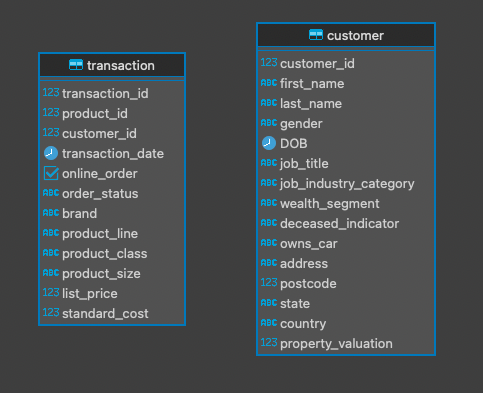 transaction
123 transaction_id
123 product_id
123 customer_id
transaction_date
online_order
ABC order_status
ABC brand
ABC product_line
ABC product_class
ABC product_size
123 list_price
123 standard_cost
customer
123 customer_id
ABC first_name
ABC last_name
ABC gender
DOB
ABC job_title
ABC job_industry_category
ABC wealth_segment
ABC deceased_indicator
ABC owns_car
ABC address
123 postcode
ABC state
ABC country
123 property_valuation